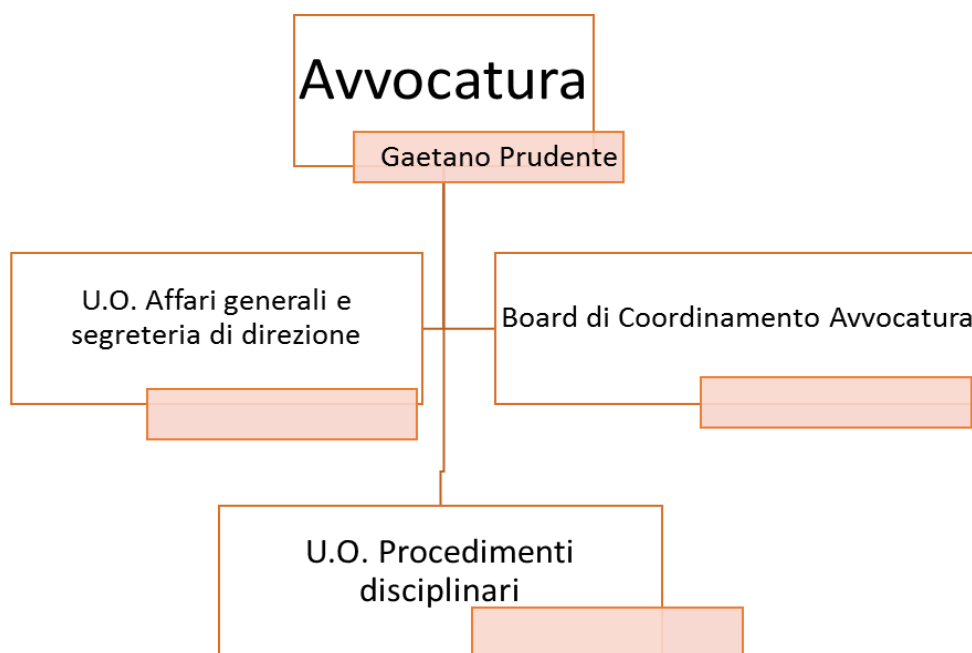 Avvocatura
Gaetano Prudente
U.O. Affari generali e
segreteria di direzione
Board di Coordinamento Avvocatura
U.O. Procedimenti
disciplinari